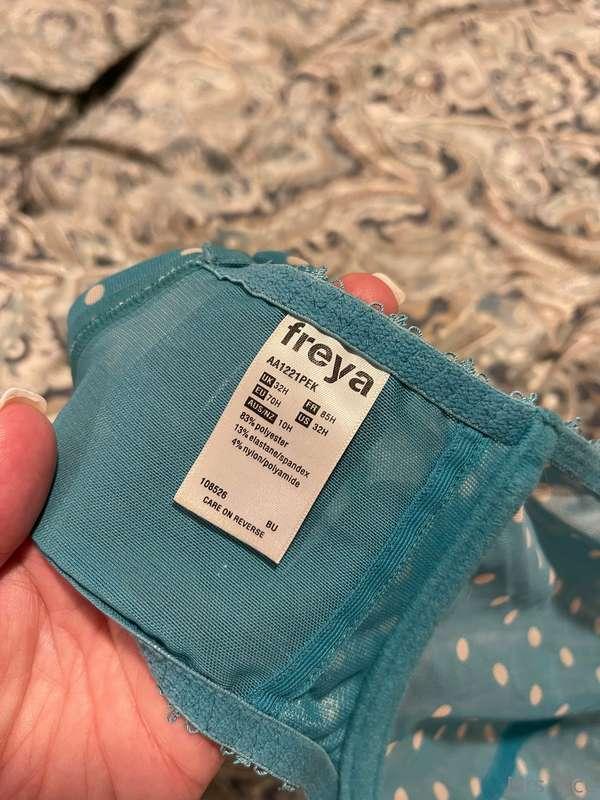 freya
AA1221PEK
UK 32H FR 85H
EU 70H US 32H
AUS/NZ 10H
83% polyester
13% elastane/spandex
4% nylon/polyamide
108526 BU
CARE ON REVERSE